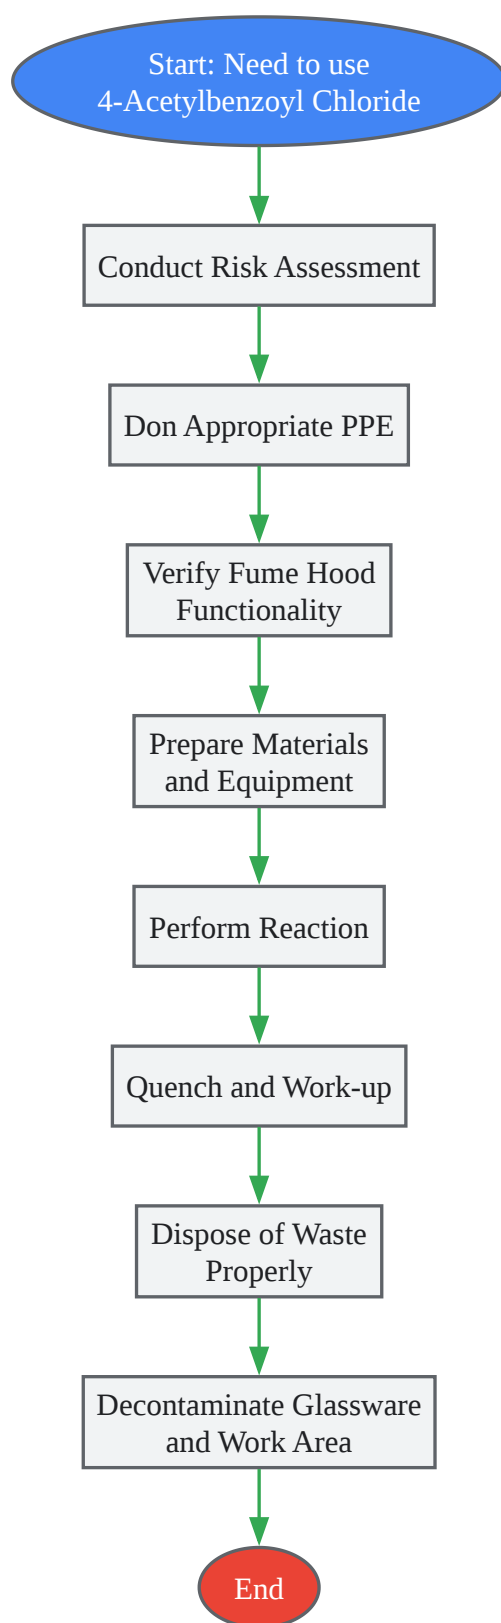 Start: Need to use
4-Acetylbenzoyl Chloride
Conduct Risk Assessment
Don Appropriate PPE
Verify Fume Hood
Functionality
Prepare Materials
and Equipment
Perform Reaction
Quench and Work-up
Dispose of Waste
Properly
Decontaminate Glassware
and Work Area
End